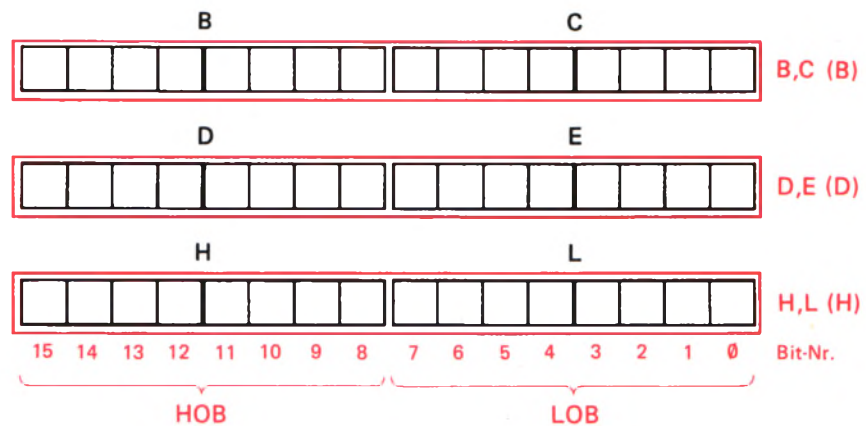 B C
B,C (B)
D E
D,E (D)
H L
H,L (H)
15 14 13 12 11 10 9 8 7 6 5 4 3 2 1 Ø Bit-Nr.
HOB LOB